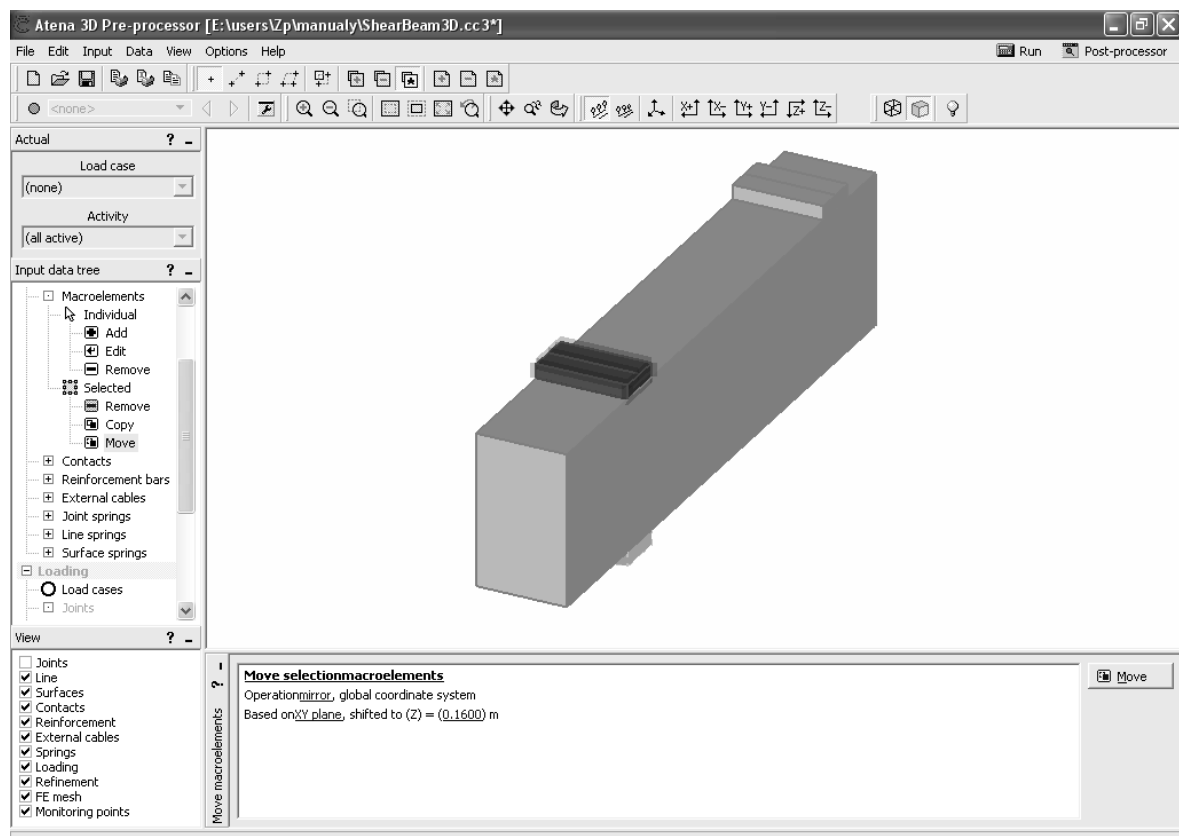 Atena 3D Pre-processor [E:\users\Zp\manualy\ShearBeam3D.cc3*]
File Edit Input Data View Options Help Run Post-processor
<none>
X+ X- Y+ Y- Z+ Z-
Actual ? -
Load case
(none)
Activity
(all active)
Input data tree ? -
Macroelements
Individual
Add
Edit
Remove
Selected
Remove
Copy
Move
Contacts
Reinforcement bars
External cables
Joint springs
Line springs
Surface springs
Loading
Load cases
Joints
View ? -
Joints
Line
Surfaces
Contacts
Reinforcement
External cables
Springs
Loading
Refinement
FE mesh
Monitoring points
Move macroelements ? -
Move selectionmacroelements
Operationmirror, global coordinate system
Based onXY plane, shifted to (Z) = (0.1600) m
Move